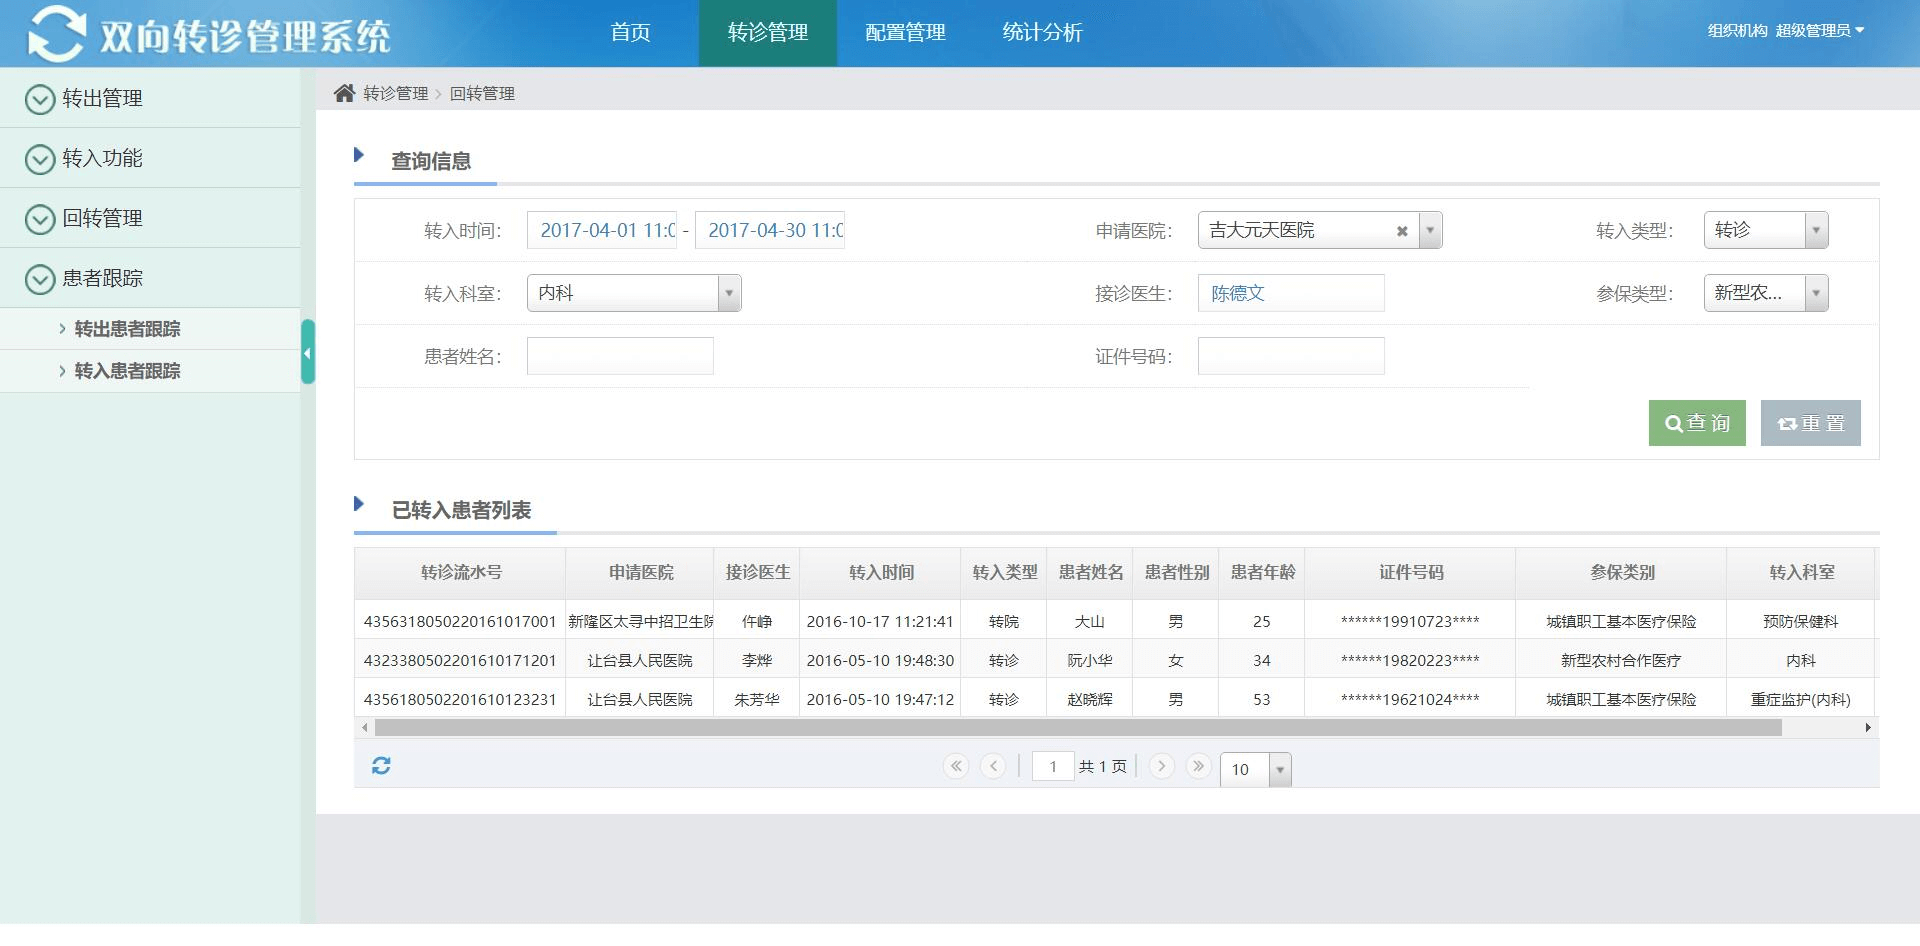 双向转诊管理系统
首页 转诊管理 配置管理 统计分析
组织机构 超级管理员
转出管理
转入功能
回转管理
患者跟踪
转出患者跟踪
转入患者跟踪
转诊管理 > 回转管理
查询信息
转入时间： 2017-04-01 11:0 - 2017-04-30 11:0 申请医院： 吉大元天医院 转入类型： 转诊
转入科室： 内科 接诊医生： 陈德文 参保类型： 新型农...
患者姓名： 证件号码：
查询 重置
已转入患者列表
转诊流水号 申请医院 接诊医生 转入时间 转入类型 患者姓名 患者性别 患者年龄 证件号码 参保类别 转入科室
4356318050220161017001 新隆区太寻中招卫生院 仵峥 2016-10-17 11:21:41 转院 大山 男 25 ******19910723**** 城镇职工基本医疗保险 预防保健科
4323380502201610171201 让台县人民医院 李烨 2016-05-10 19:48:30 转诊 阮小华 女 34 ******19820223**** 新型农村合作医疗 内科
4356180502201610123231 让台县人民医院 朱芳华 2016-05-10 19:47:12 转诊 赵晓辉 男 53 ******19621024**** 城镇职工基本医疗保险 重症监护(内科)
1 共 1 页 10